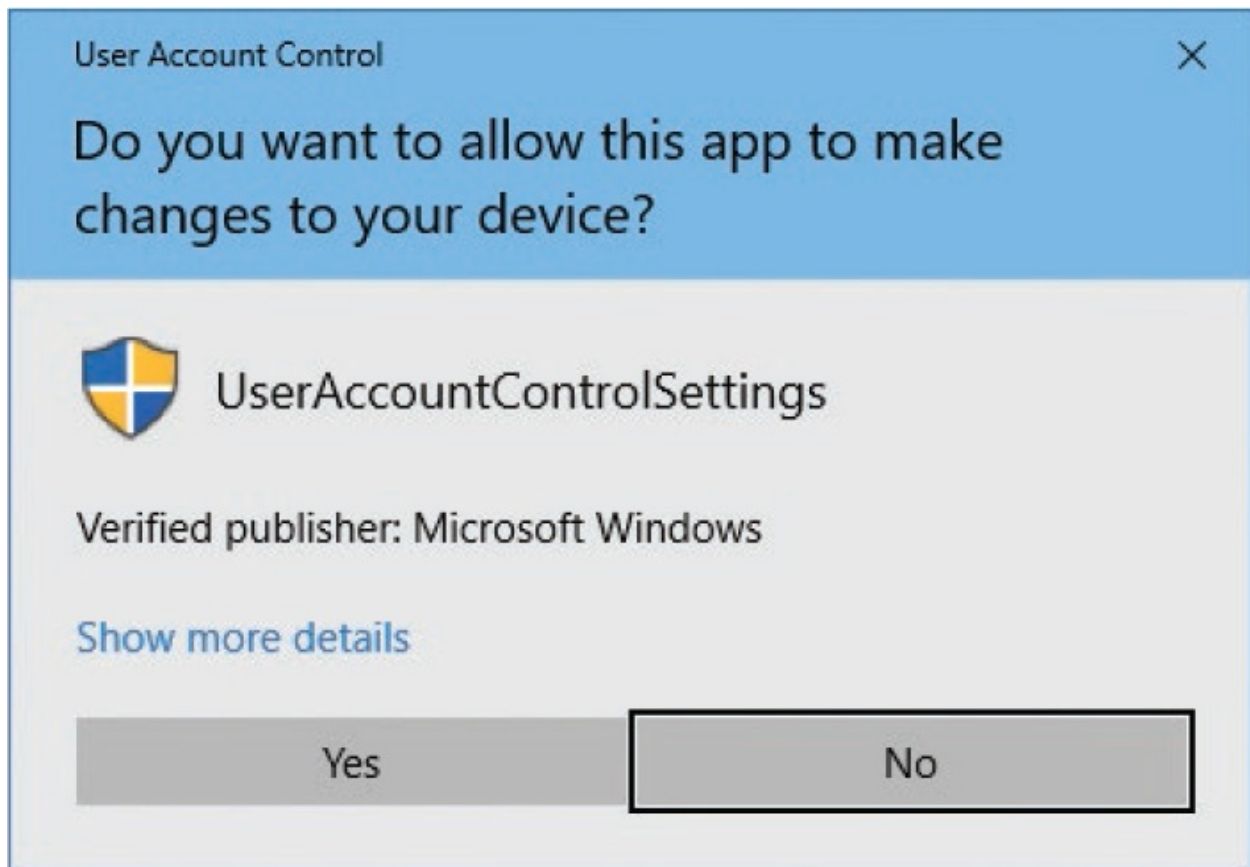 User Account Control
Do you want to allow this app to make
changes to your device?
UserAccountControlSettings
Verified publisher: Microsoft Windows
Show more details
Yes
No